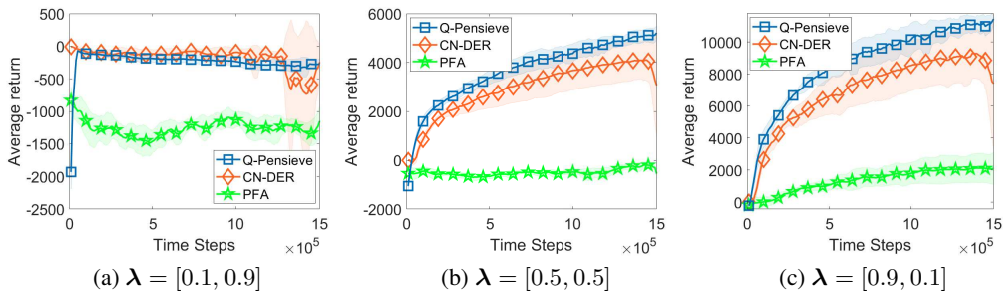 500
0
-500
-1000
-1500
-2000
-2500
Average return
0
5
10
15
Time Steps
×10^5
Q-Pensieve
CN-DER
PFA
(a) λ = [0.1, 0.9]
6000
4000
2000
0
-2000
Average return
0
5
10
15
Time Steps
×10^5
Q-Pensieve
CN-DER
PFA
(b) λ = [0.5, 0.5]
10000
8000
6000
4000
2000
0
Average return
0
5
10
15
Time Steps
×10^5
Q-Pensieve
CN-DER
PFA
(c) λ = [0.9, 0.1]